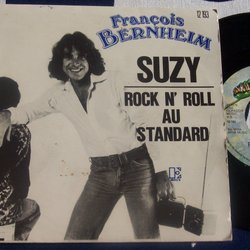 François
BERNHEIM
SUZY
ROCK N' ROLL
AU
STANDARD